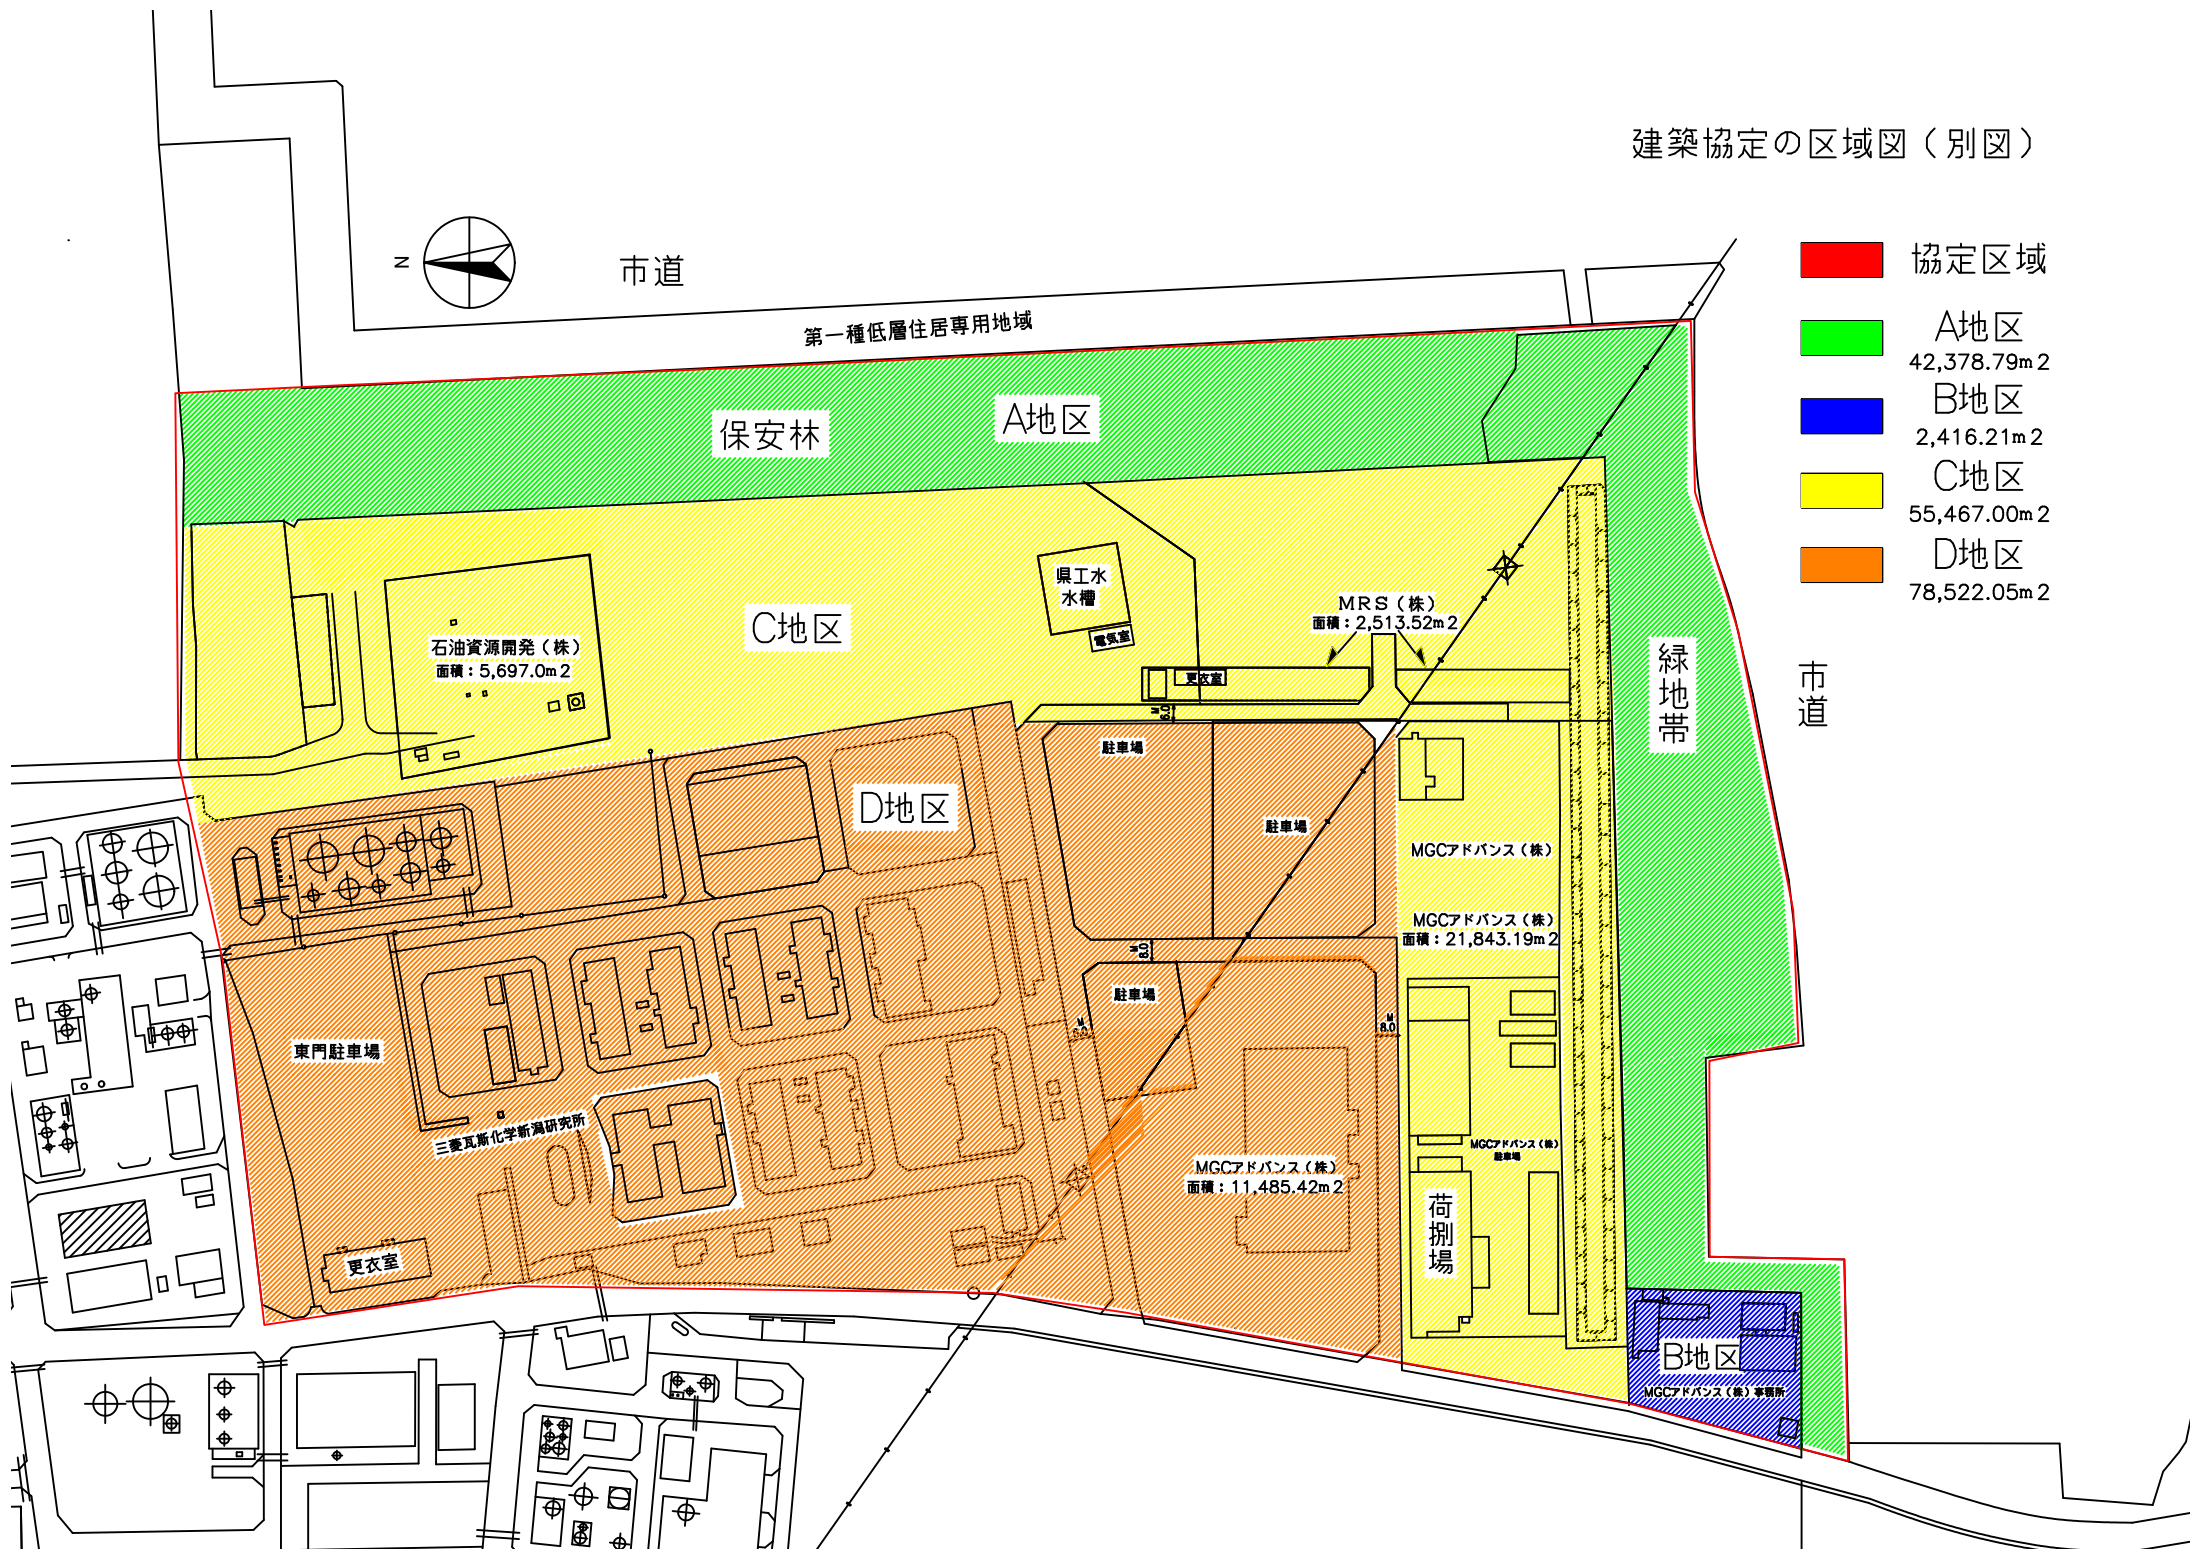 建築協定の区域図(別図)
協定区域
A地区
42,378.79m2
B地区
2,416.21m2
C地区
55,467.00m2
D地区
78,522.05m2
N
市道
第一種低層住居専用地域
保安林
A地区
県工水
水槽
電気室
C地区
石油資源開発(株)
面積:5,697.0m2
MRS(株)
面積:2,513.52m2
更衣室
M
6.0
緑地帯
市道
駐車場
D地区
駐車場
MGCアドバンス(株)
MGCアドバンス(株)
面積:21,843.19m2
M
8.0
駐車場
M
M
8.0
東門駐車場
三菱瓦斯化学新潟研究所
MGCアドバンス(株)
駐車場
MGCアドバンス(株)
面積:11,485.42m2
荷捌場
更衣室
B地区
MGCアドバンス(株)事務所